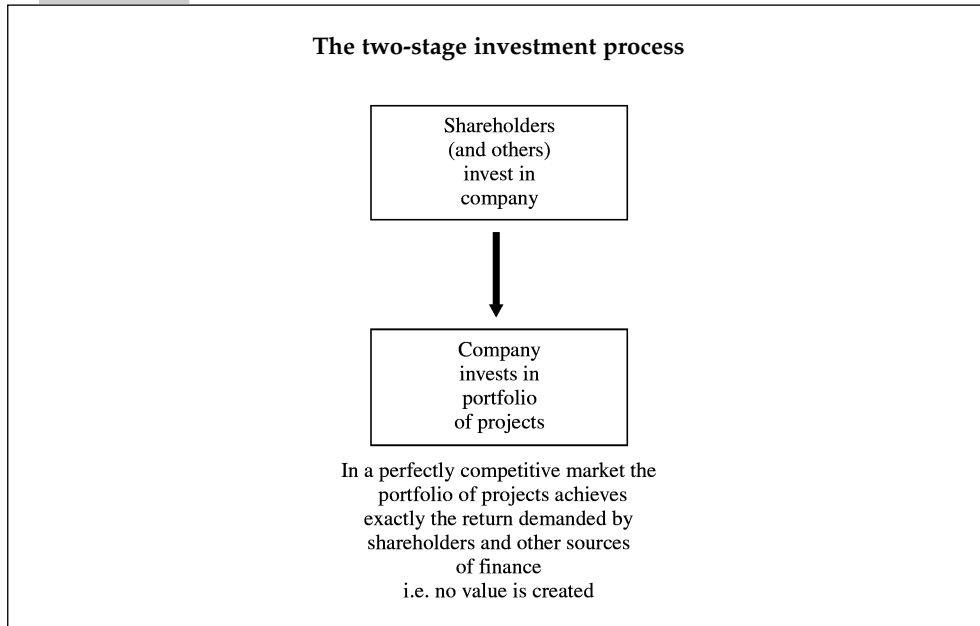 The two-stage investment process
Shareholders
(and others)
invest in
company
Company
invests in
portfolio
of projects
In a perfectly competitive market the
portfolio of projects achieves
exactly the return demanded by
shareholders and other sources
of finance
i.e. no value is created